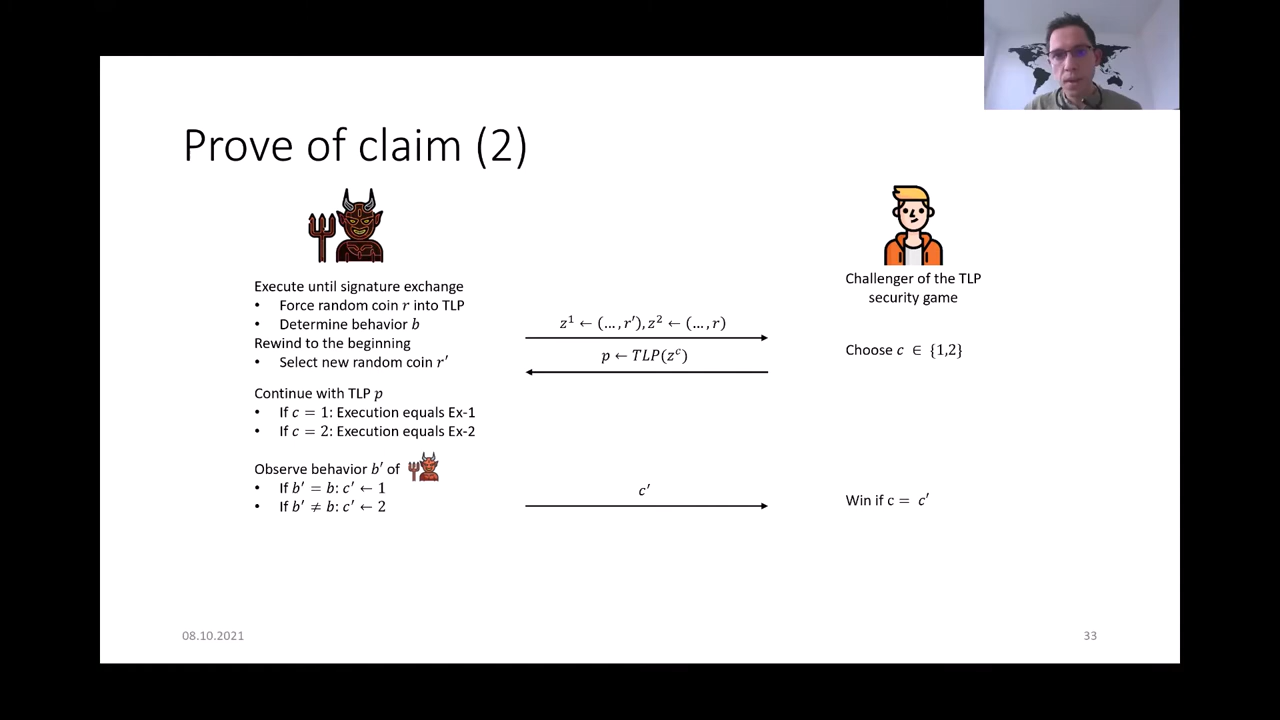 Prove of claim (2)
Execute until signature exchange
• Force random coin r into TLP
• Determine behavior b
Rewind to the beginning
• Select new random coin r′
Continue with TLP p
• If c = 1: Execution equals Ex-1
• If c = 2: Execution equals Ex-2
Observe behavior b′ of
• If b′ = b: c′ ← 1
• If b′ ≠ b: c′ ← 2
z¹ ← (…, r′), z² ← (…, r)
p ← TLP(zᶜ)
c′
Challenger of the TLP
security game
Choose c ∈ {1,2}
Win if c = c′
08.10.2021
33